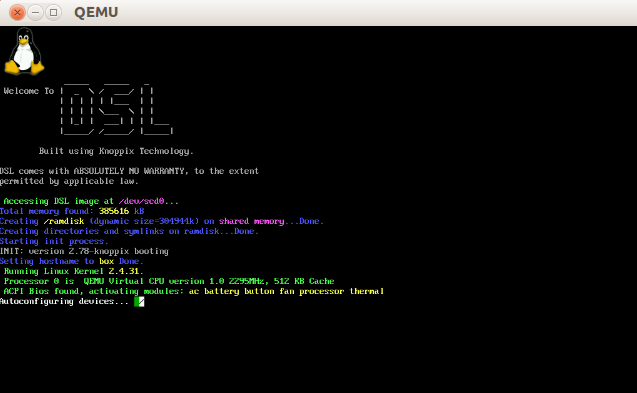 QEMU
Welcome To DSL
Built using Knoppix Technology.
DSL comes with ABSOLUTELY NO WARRANTY, to the extent
permitted by applicable law.
Accessing DSL image at /dev/scd0...
Total memory found: 385616 kB
Creating /ramdisk (dynamic size=304944k) on shared memory...Done.
Creating directories and symlinks on ramdisk...Done.
Starting init process.
INIT: version 2.78-knoppix booting
Setting hostname to box Done.
Running Linux Kernel 2.4.31.
Processor 0 is QEMU Virtual CPU version 1.0 2295MHz, 512 KB Cache
ACPI Bios found, activating modules: ac battery button fan processor thermal
Autoconfiguring devices... /